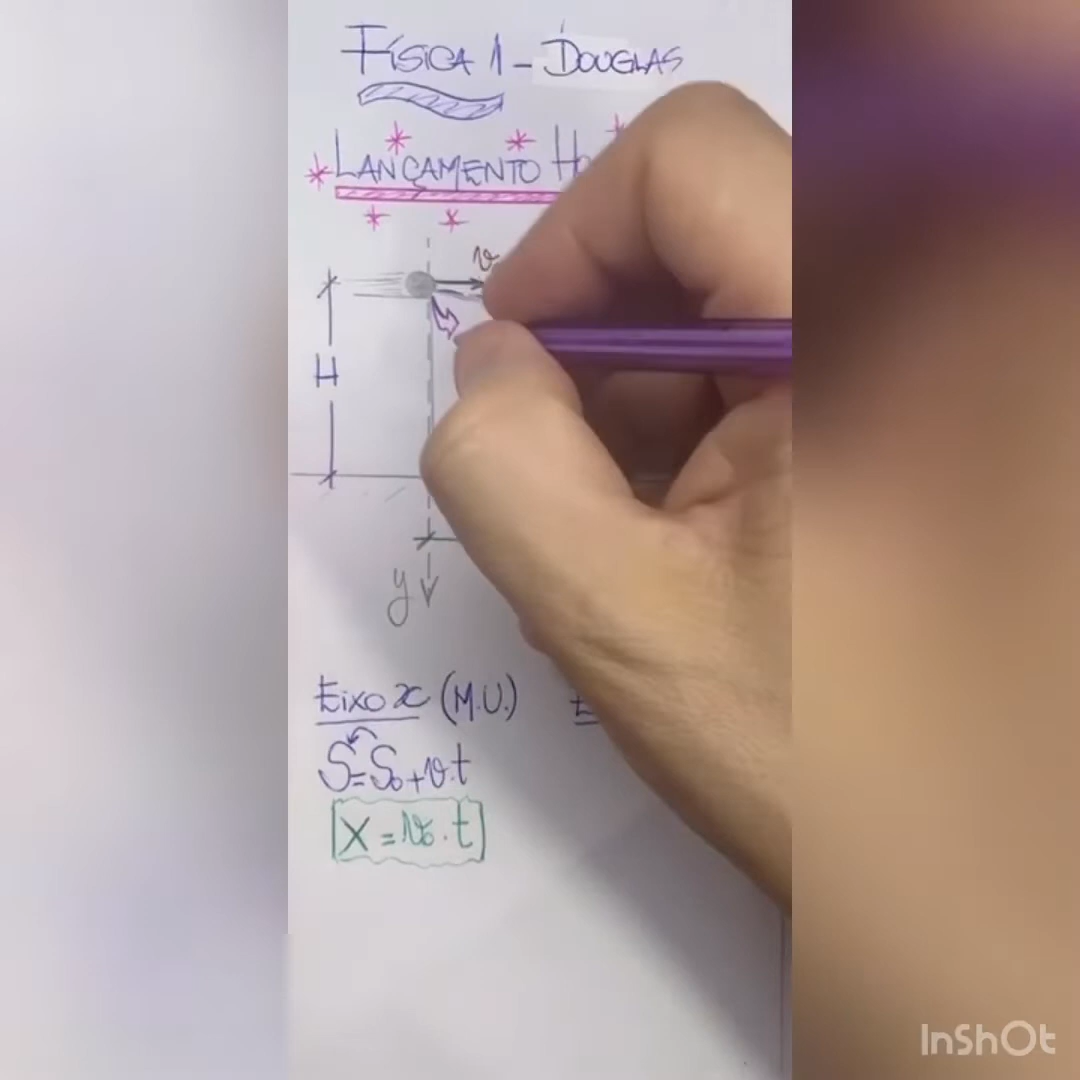 FÍSICA 1 - DOUGLAS
LANÇAMENTO
v
H
y
EIXO x (M.U.)
S = S₀ + v.t
X = v₀ . t
InShOt